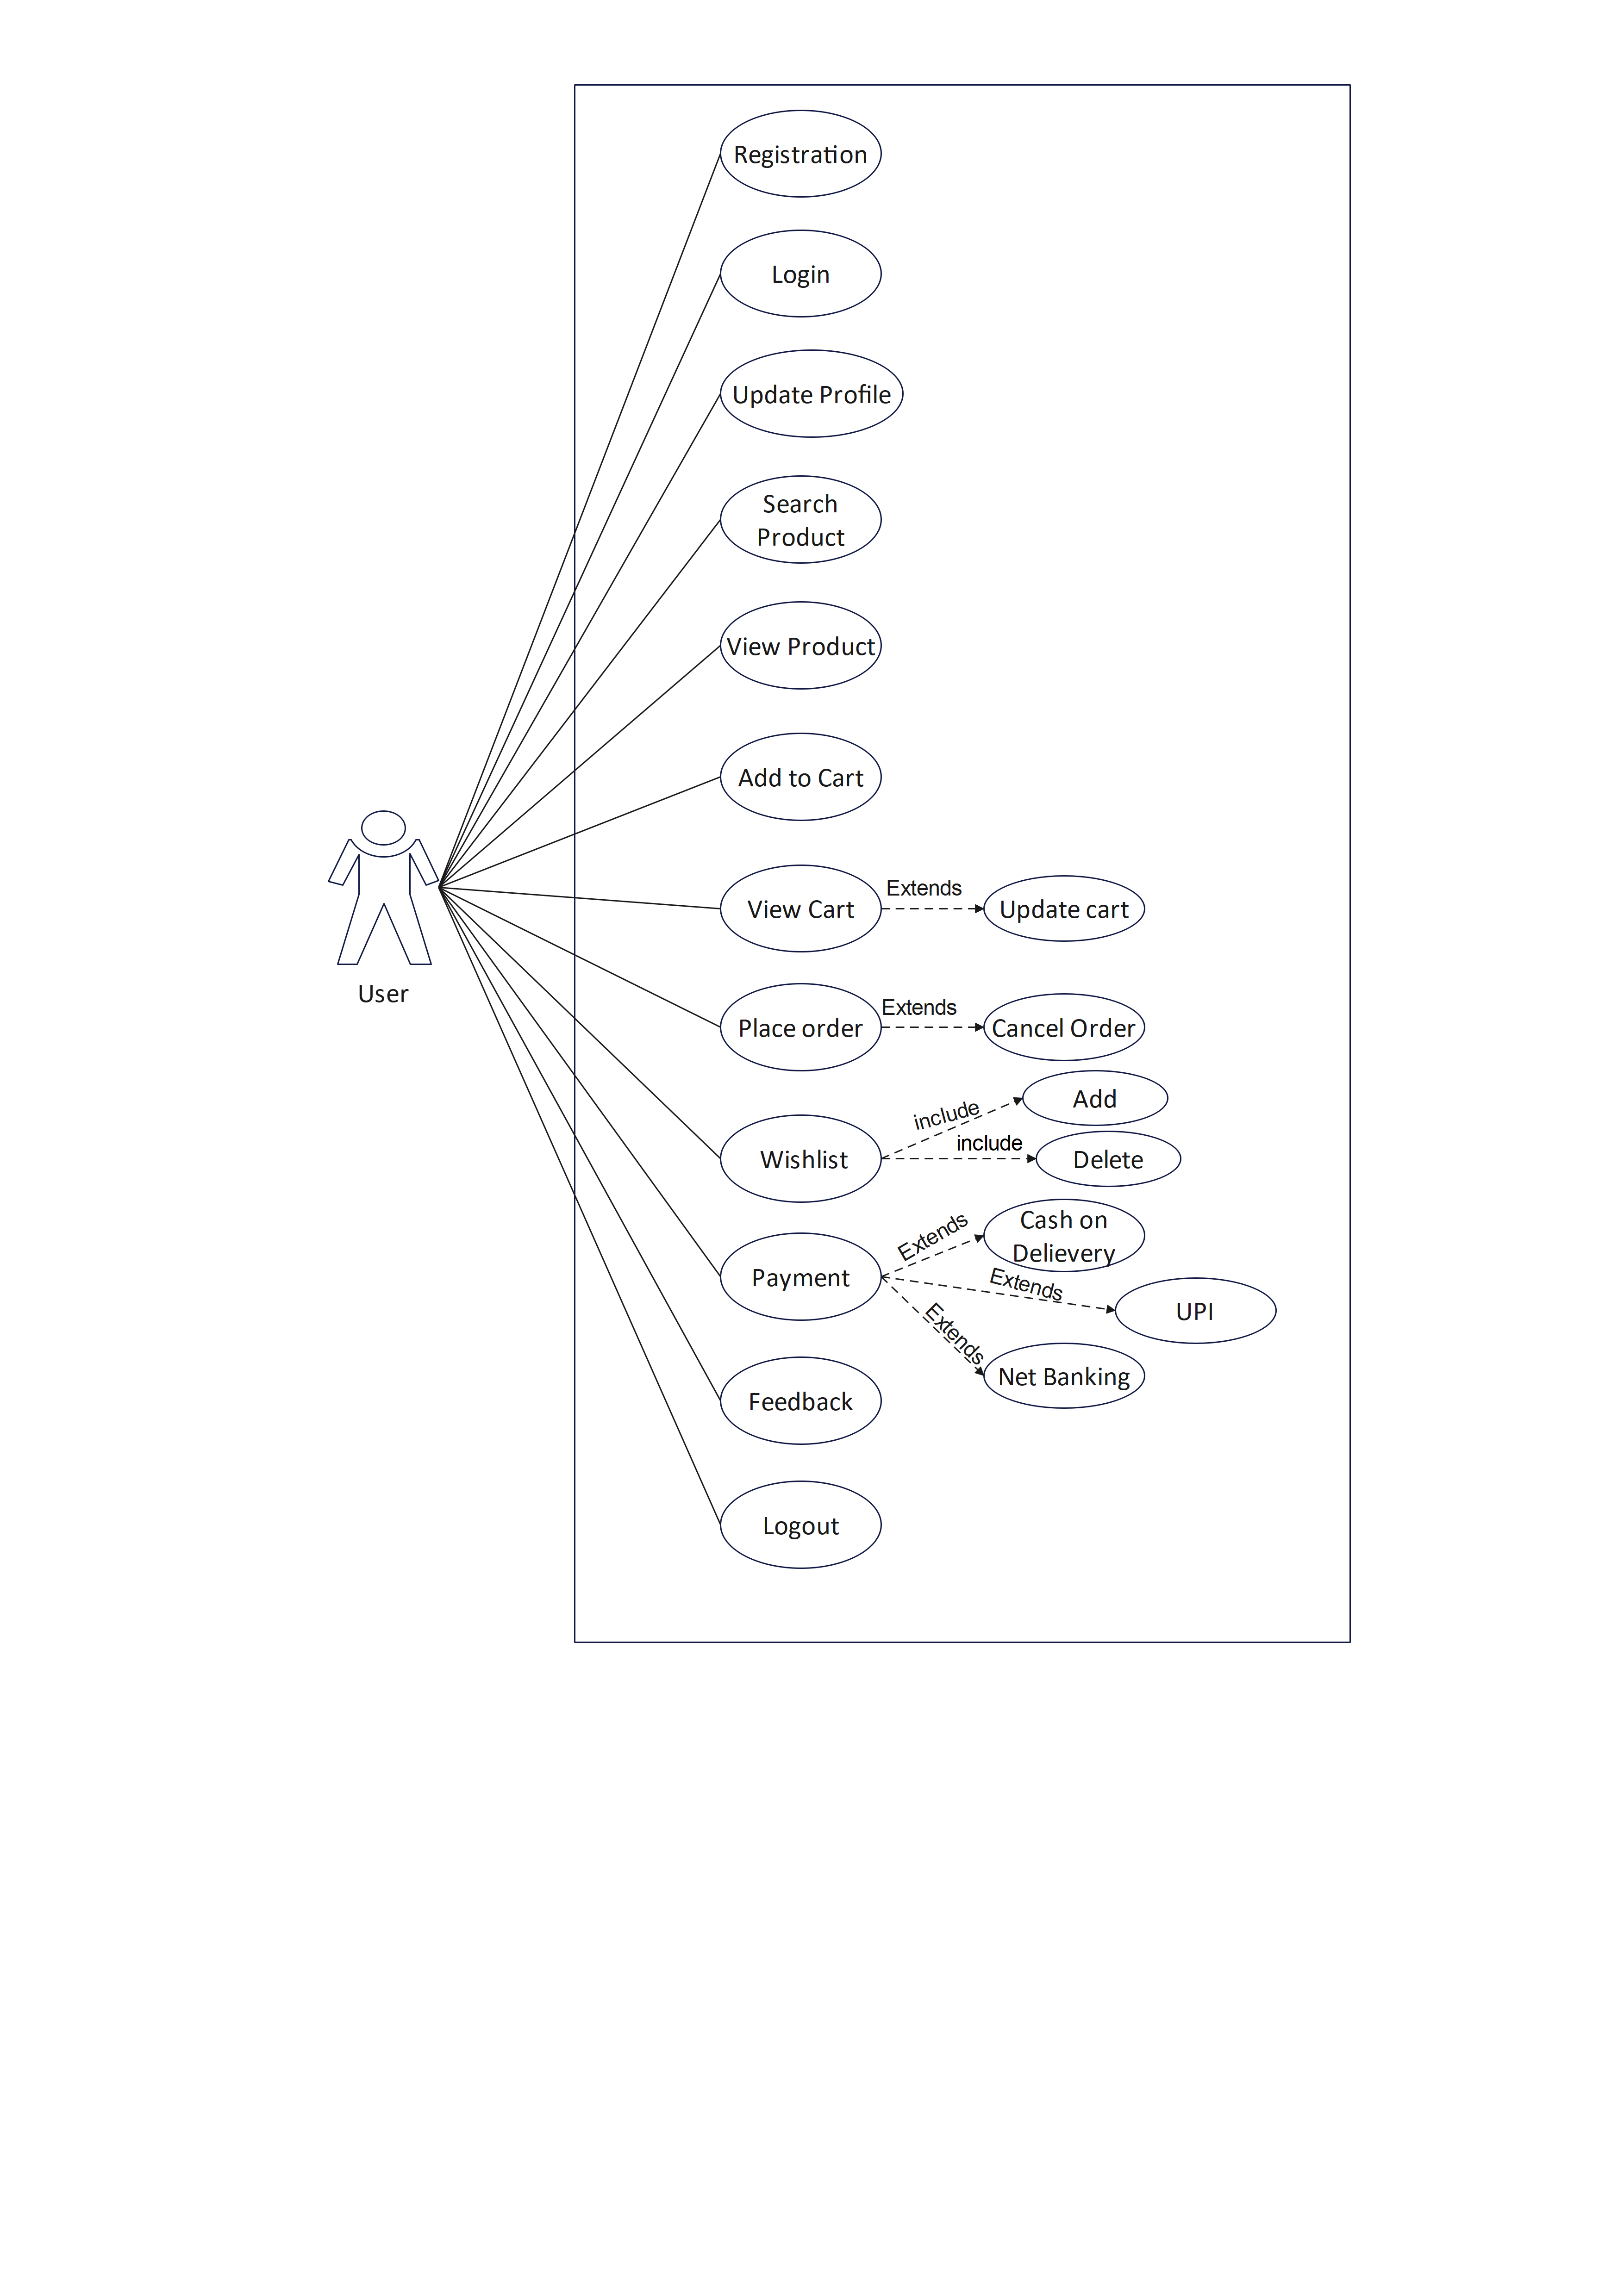 Registration
Login
Update Profile
Search
Product
View Product
Add to Cart
View Cart
Extends
Update cart
User
Place order
Extends
Cancel Order
Wishlist
include
Add
include
Delete
Payment
Extends
Cash on
Delievery
Extends
UPI
Extends
Net Banking
Feedback
Logout